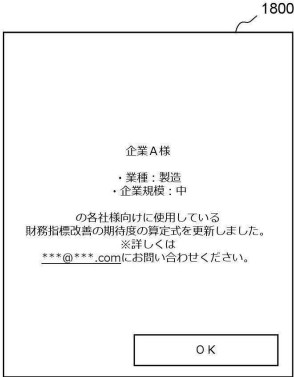 1800
企業A様
・業種：製造
・企業規模：中
の各社様向けに使用している
財務指標改善の期待度の算定式を更新しました。
※詳しくは
***@***.comにお問い合わせください。
OK